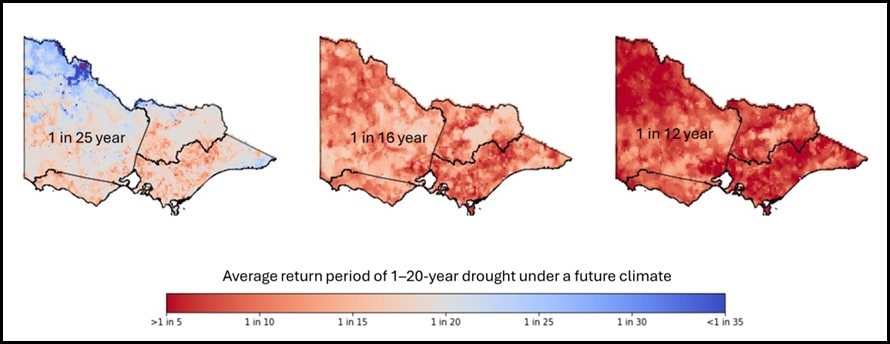 1 in 25 year
1 in 16 year
1 in 12 year
Average return period of 1–20-year drought under a future climate
>1 in 5
1 in 10
1 in 15
1 in 20
1 in 25
1 in 30
<1 in 35